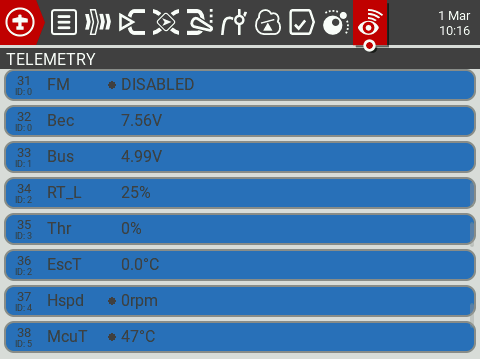 1 Mar
10:16
TELEMETRY
31 ID:0 FM DISABLED
32 ID:0 Bec 7.56V
33 ID:1 Bus 4.99V
34 ID:2 RT_L 25%
35 ID:3 Thr 0%
36 ID:2 EscT 0.0°C
37 ID:4 Hspd 0rpm
38 ID:5 McuT 47°C